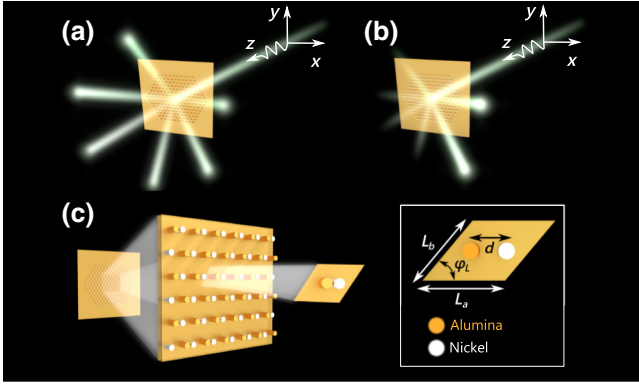 (a)
y
z
x
(b)
y
z
x
(c)
L_b
d
φ_L
L_a
Alumina
Nickel